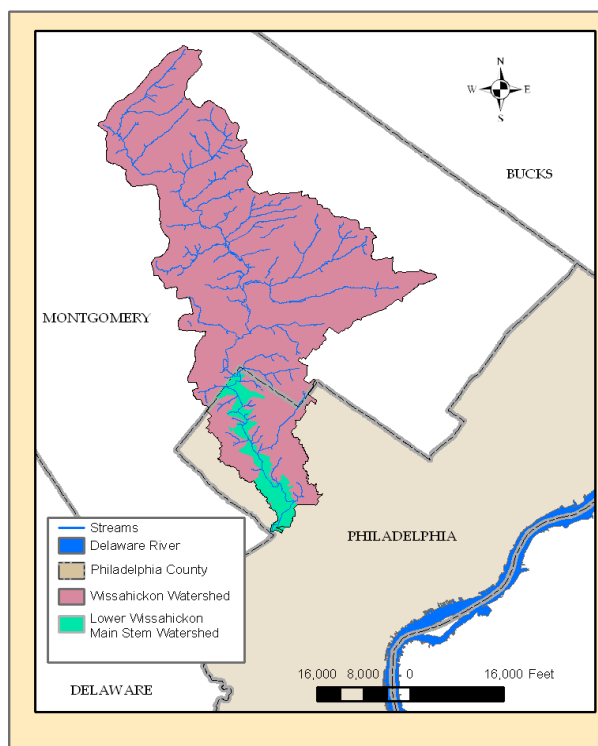 N
W E
S
BUCKS
MONTGOMERY
PHILADELPHIA
Streams
Delaware River
Philadelphia County
Wissahickon Watershed
Lower Wissahickon
Main Stem Watershed
DELAWARE
16,000 8,000 0 16,000 Feet